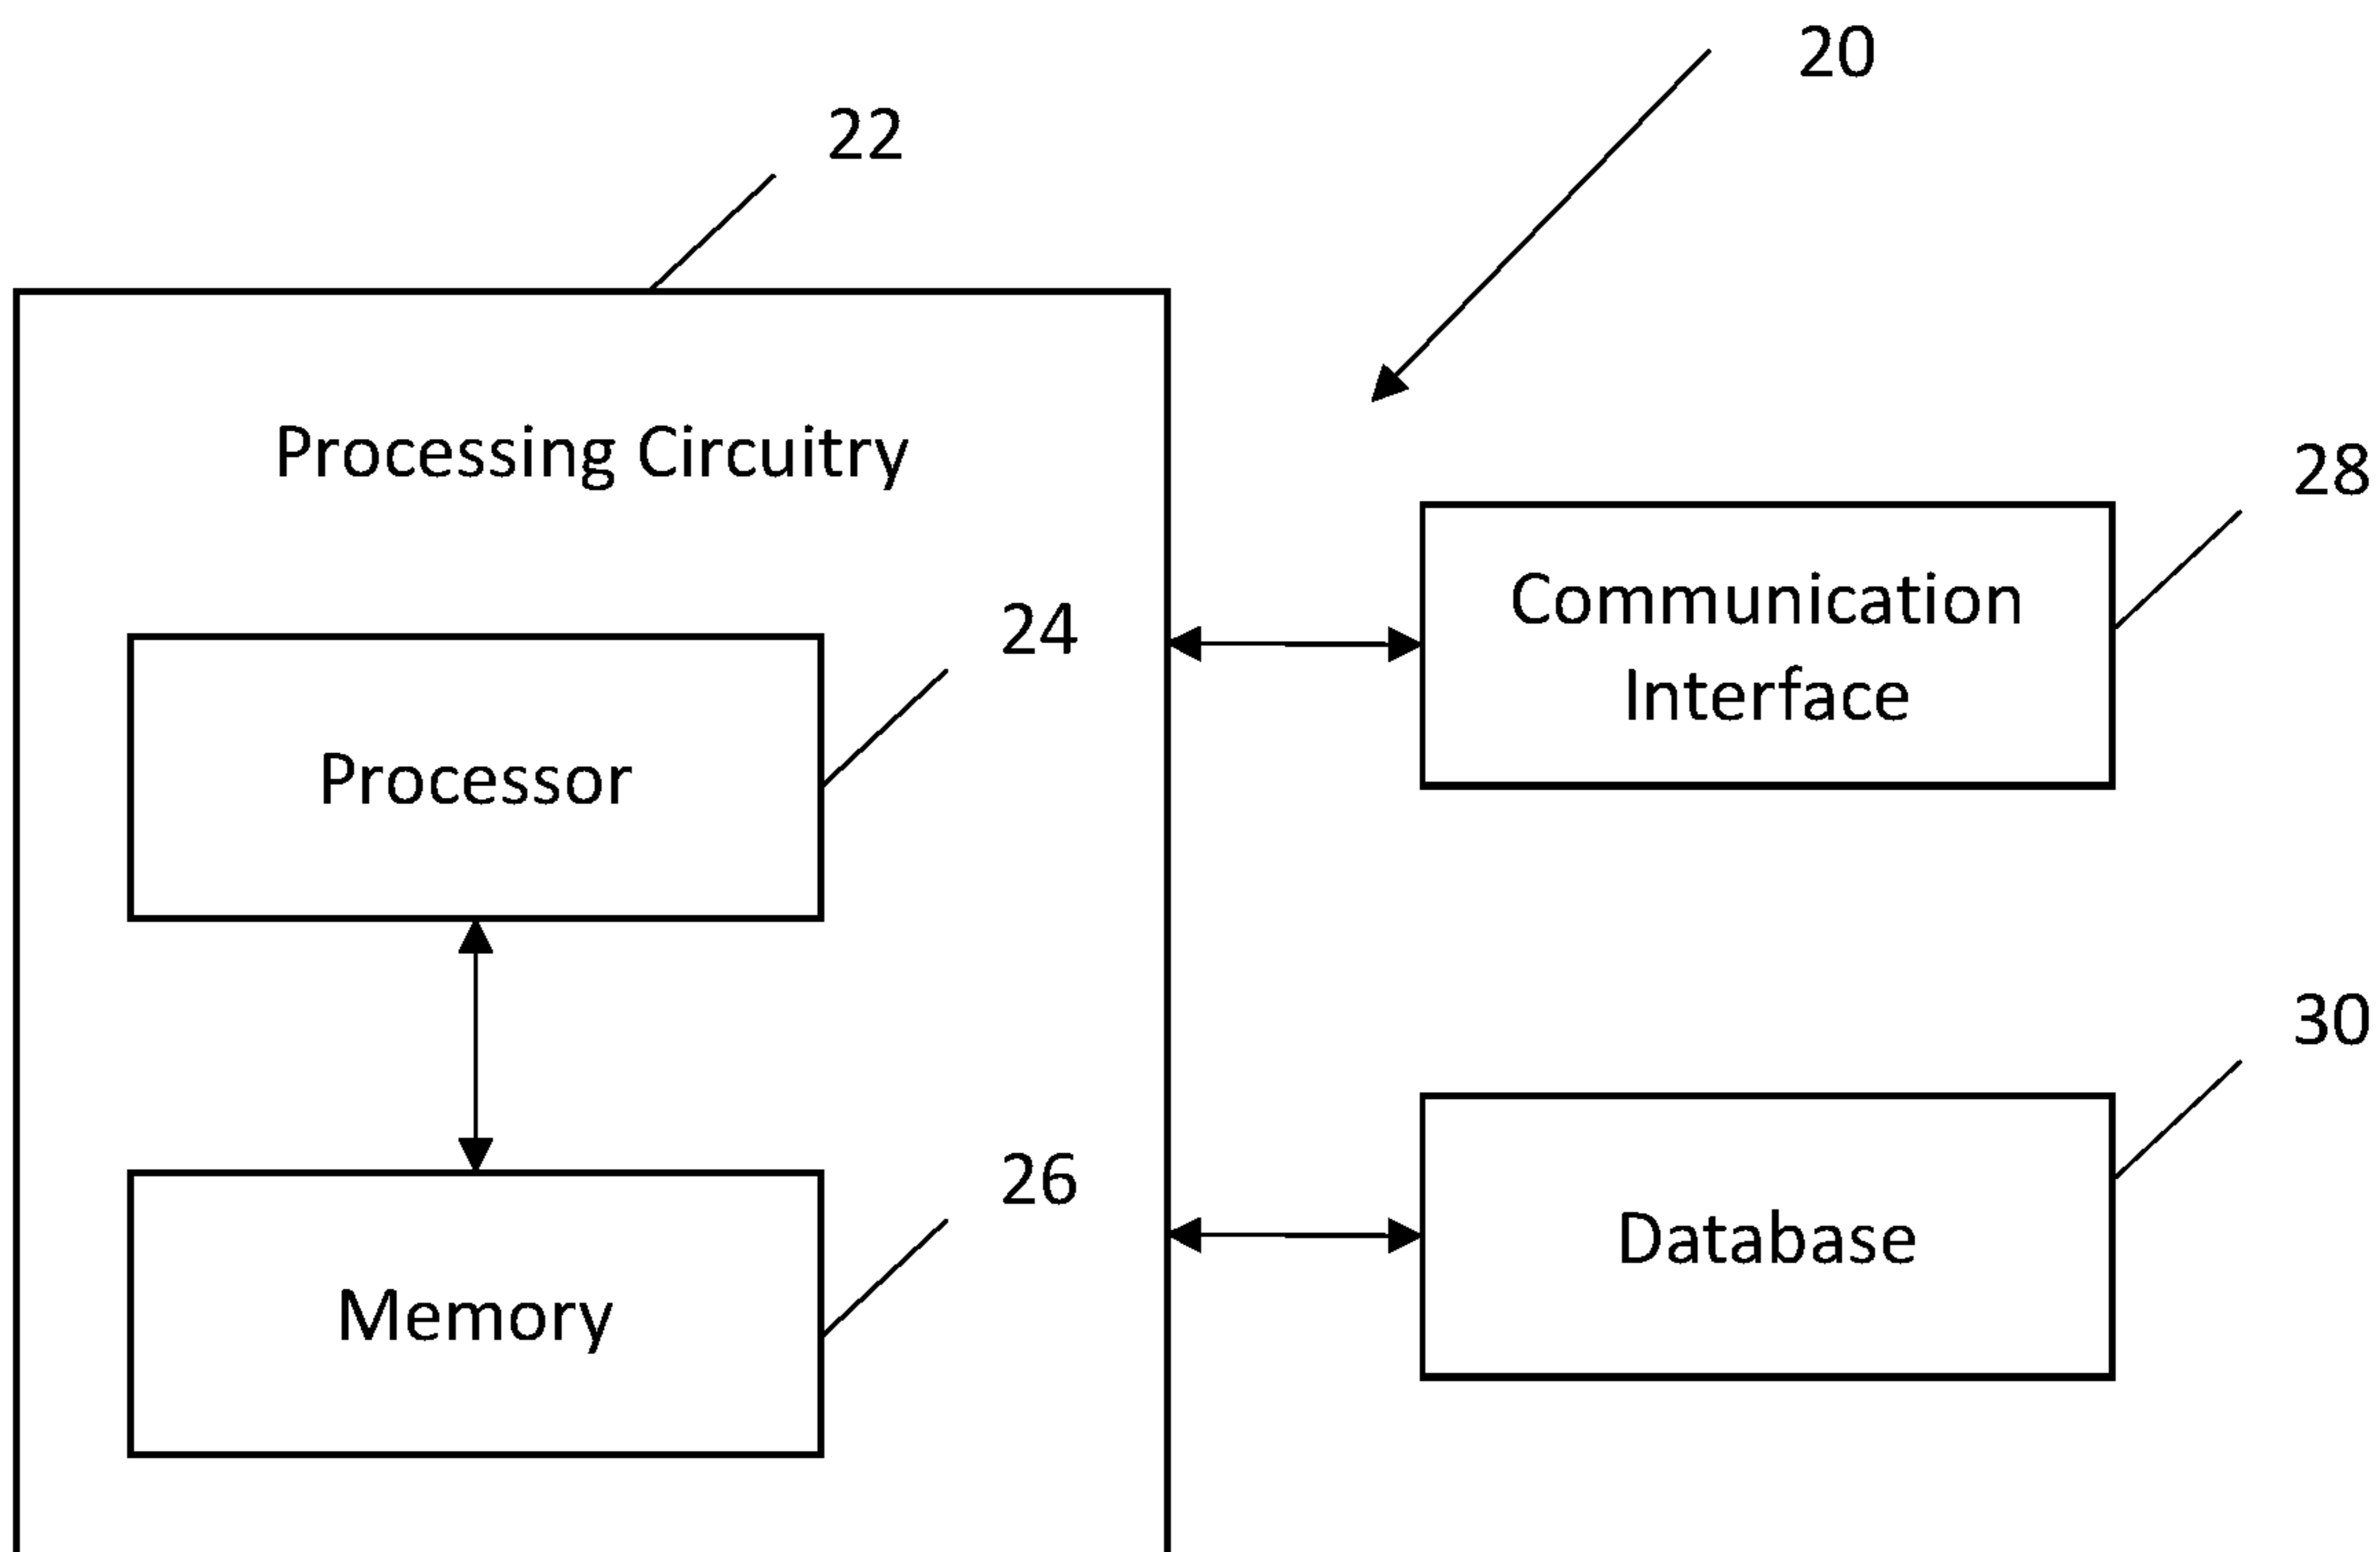 20
22
Processing Circuitry
28
Communication
Interface
24
Processor
30
26
Database
Memory